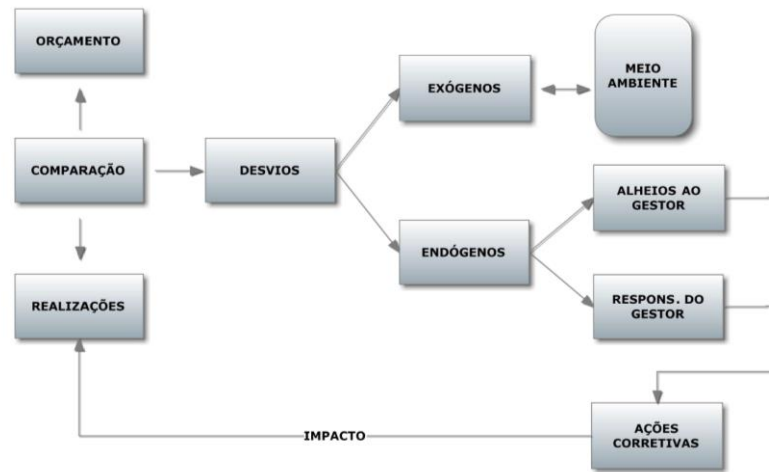 ORÇAMENTO
EXÓGENOS
MEIO
AMBIENTE
COMPARAÇÃO
DESVIOS
ALHEIOS AO
GESTOR
ENDÓGENOS
REALIZAÇÕES
RESPONS. DO
GESTOR
IMPACTO
AÇÕES
CORRETIVAS